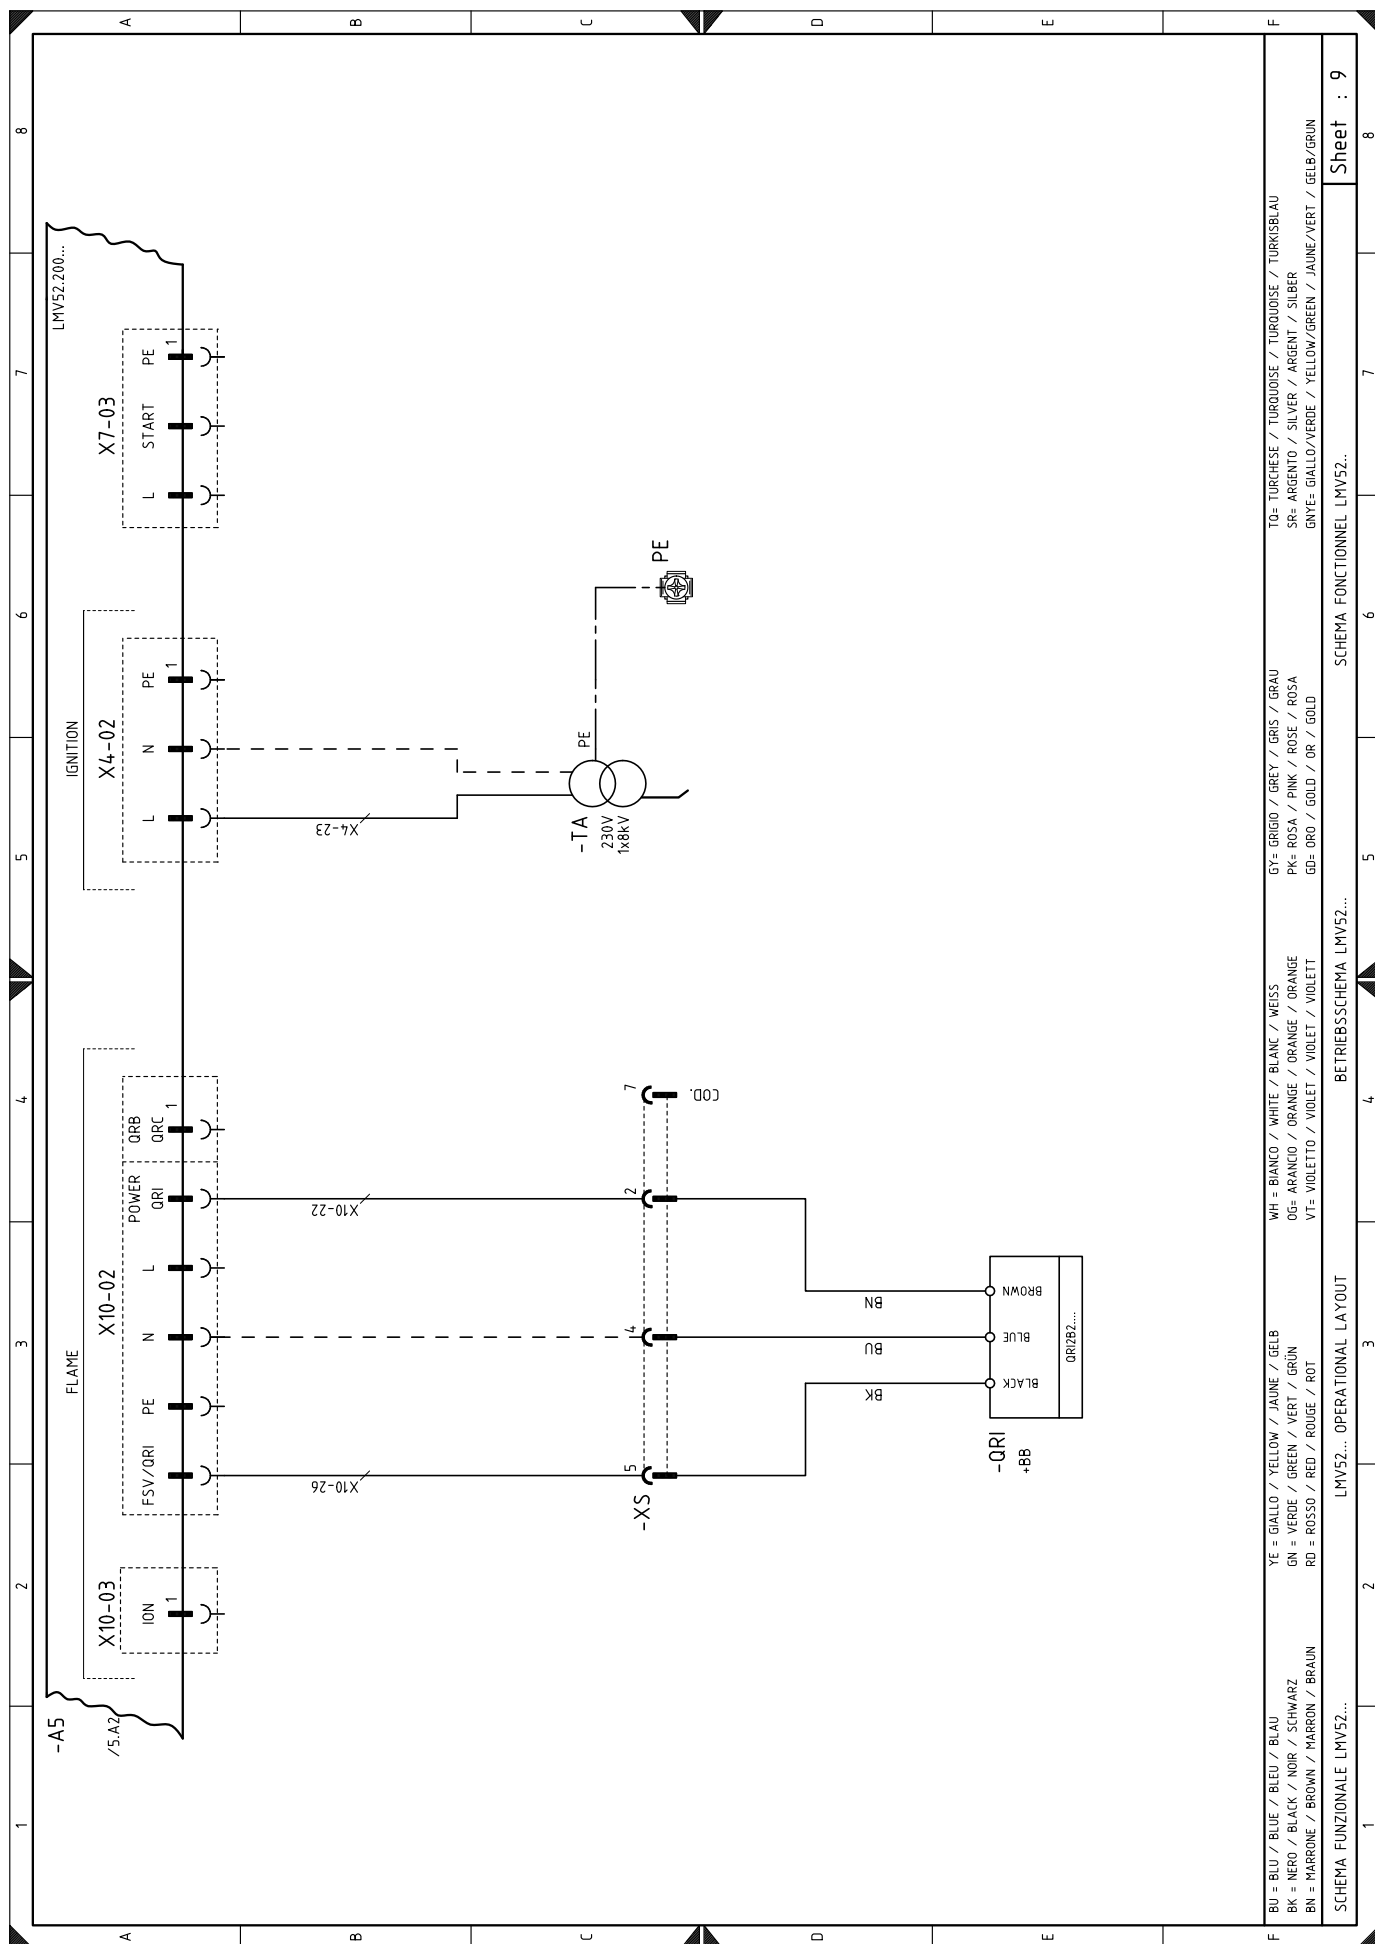 1 2 3 4 5 6 7 8
A
B
C
D
E
F
-A5
/5.A2
LMV52.200...
FLAME
IGNITION
X10-03
X10-02
X4-02
X7-03
ION
1
FSV/QRI
PE
N
L
POWER
QRI
QRB
QRC
1
L
N
PE
1
L
START
PE
1
X10-26
X10-22
X4-23
-XS
5
4
2
7
COD.
-TA
230V
1x8kV
PE
PE
BK
BU
BN
-QRI
+BB
BLACK
BLUE
BROWN
QRI2B2....
BU = BLU / BLUE / BLEU / BLAU
BK = NERO / BLACK / NOIR / SCHWARZ
BN = MARRONE / BROWN / MARRON / BRAUN
YE = GIALLO / YELLOW / JAUNE / GELB
GN = VERDE / GREEN / VERT / GRÜN
RD = ROSSO / RED / ROUGE / ROT
WH = BIANCO / WHITE / BLANC / WEISS
OG= ARANCIO / ORANGE / ORANGE / ORANGE
VT= VIOLETTO / VIOLET / VIOLET / VIOLETT
GY= GRIGIO / GREY / GRIS / GRAU
PK= ROSA / PINK / ROSE / ROSA
GD= ORO / GOLD / OR / GOLD
TQ= TURCHESE / TURQUOISE / TURQUOISE / TURKISBLAU
SR= ARGENTO / SILVER / ARGENT / SILBER
GNYE= GIALLO/VERDE / YELLOW/GREEN / JAUNE/VERT / GELB/GRUN
SCHEMA FUNZIONALE LMV52...
LMV52... OPERATIONAL LAYOUT
BETRIEBSSCHEMA LMV52...
SCHEMA FONCTIONNEL LMV52..
Sheet : 9
1 2 3 4 5 6 7 8
A
B
C
D
E
F